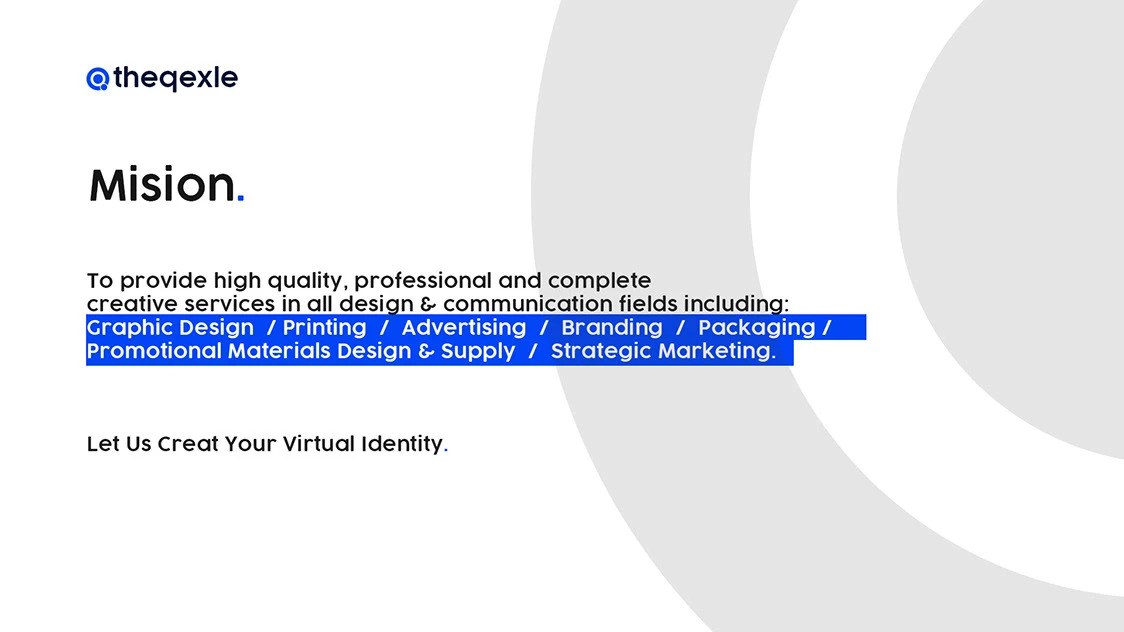 theqexle
Mision.
To provide high quality, professional and complete
creative services in all design & communication fields including:
Graphic Design / Printing / Advertising / Branding / Packaging /
Promotional Materials Design & Supply / Strategic Marketing.
Let Us Creat Your Virtual Identity.